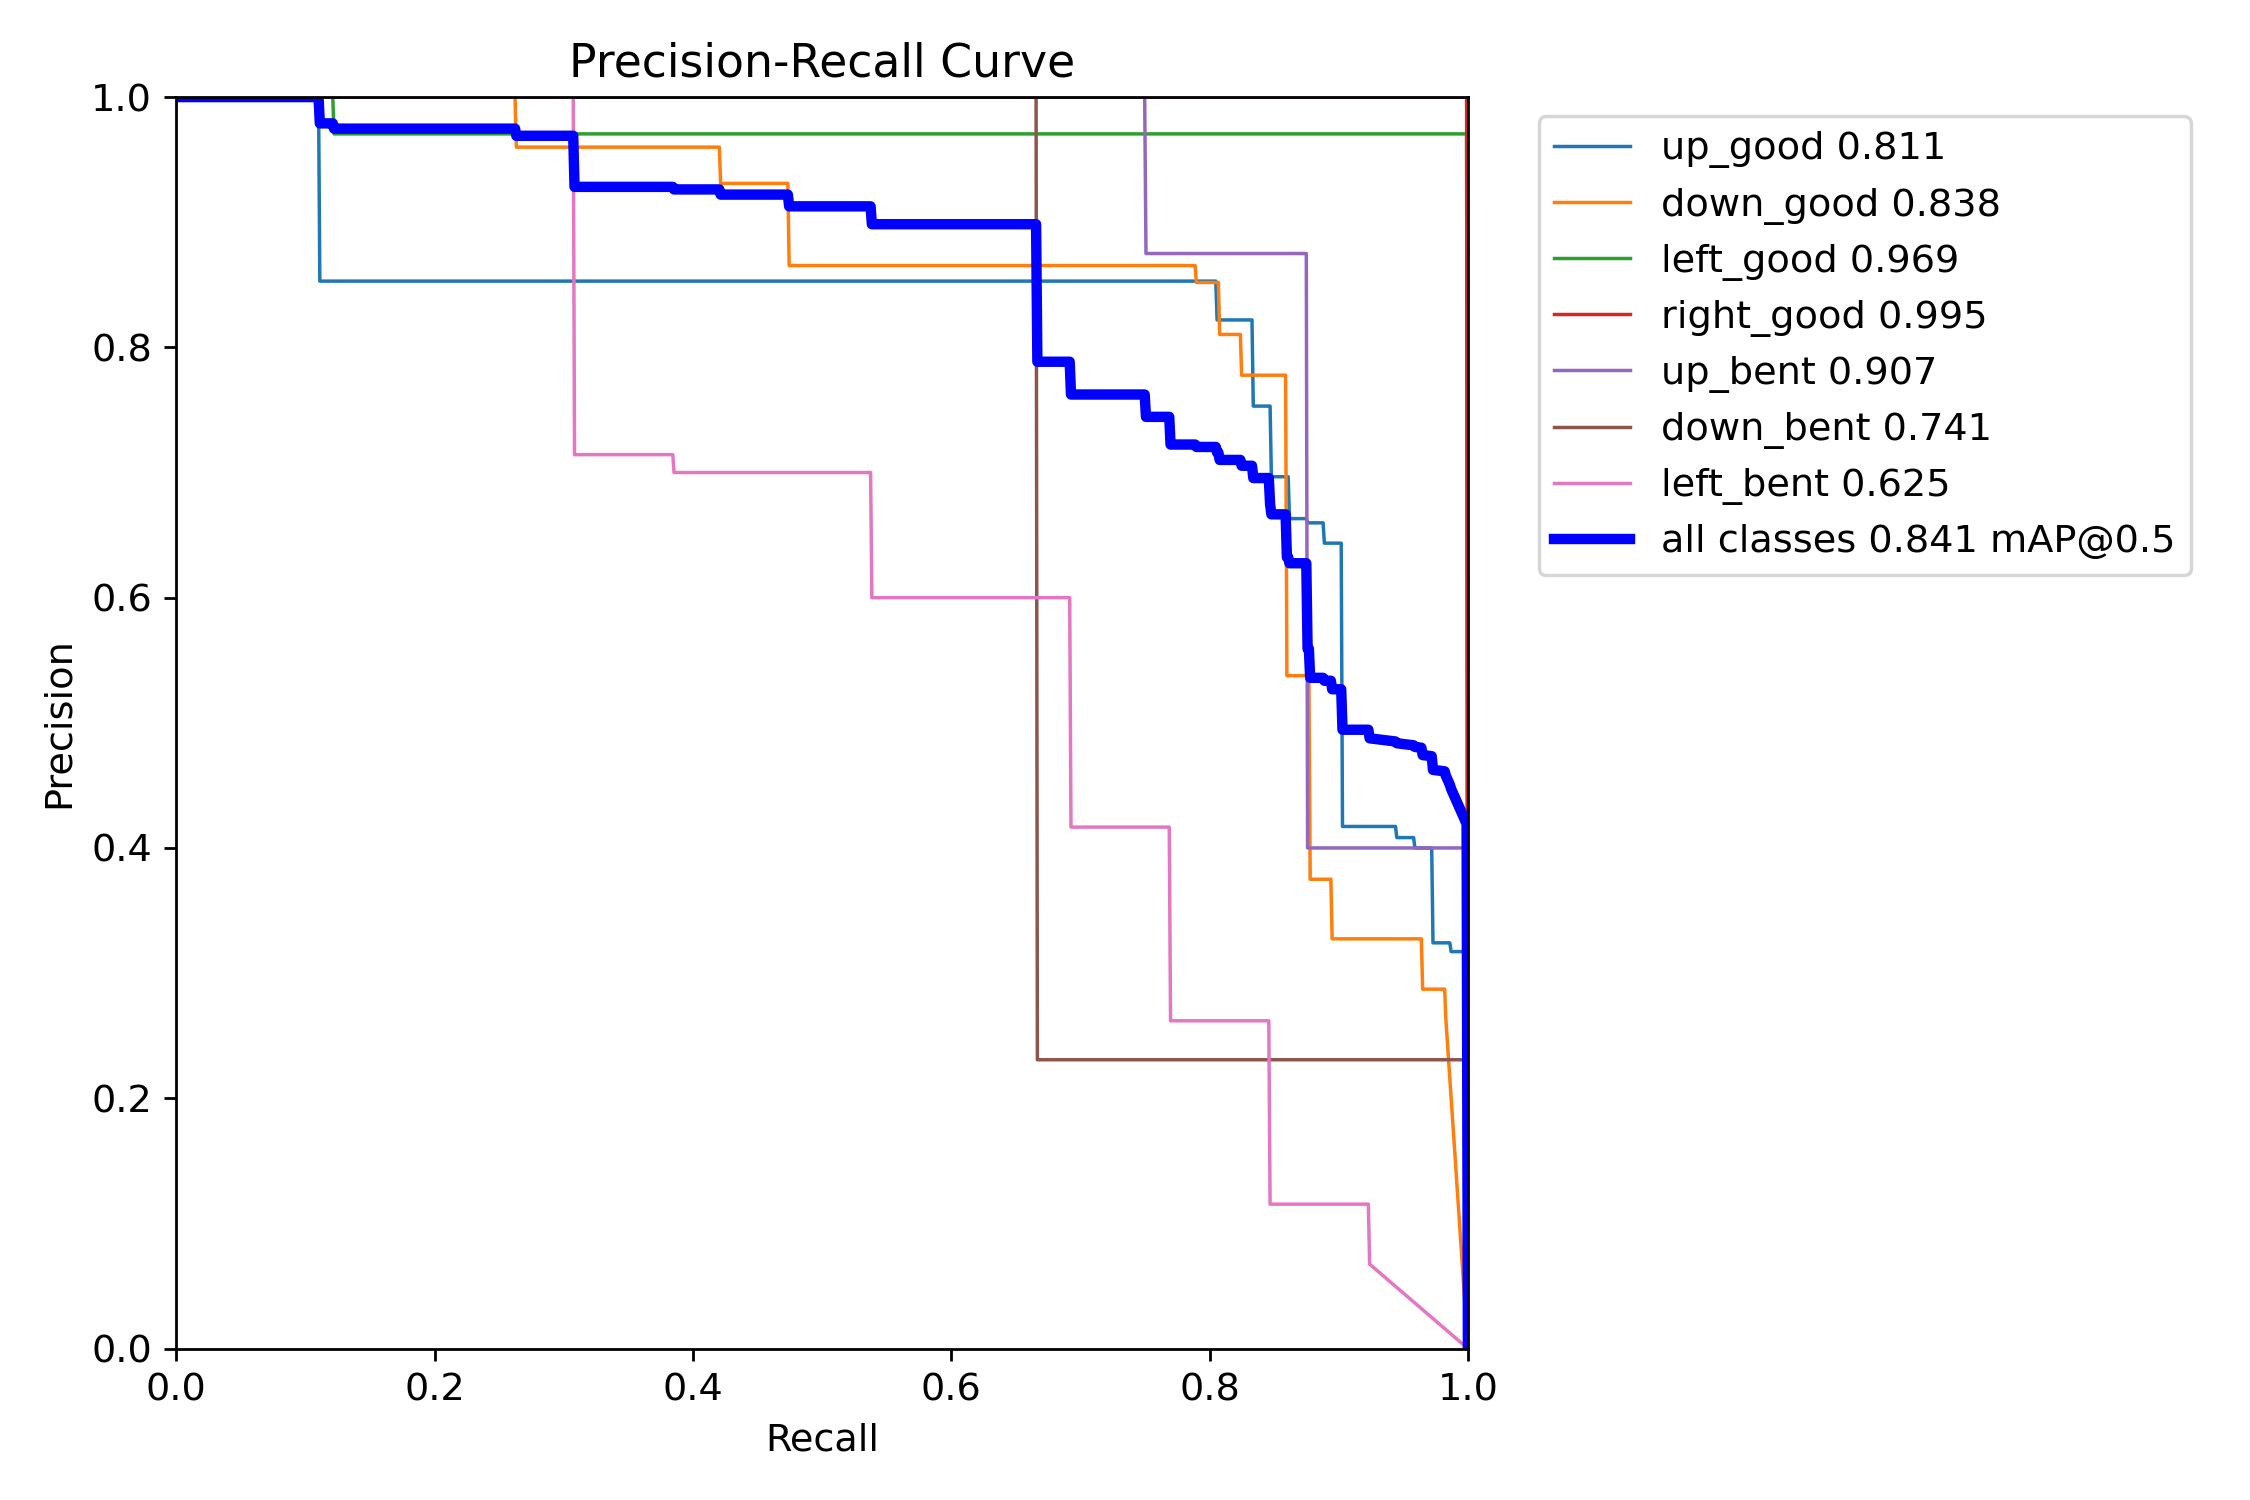 Precision-Recall Curve
1.0
0.8
0.6
0.4
0.2
0.0
Precision
0.0 0.2 0.4 0.6 0.8 1.0
Recall
up_good 0.811
down_good 0.838
left_good 0.969
right_good 0.995
up_bent 0.907
down_bent 0.741
left_bent 0.625
all classes 0.841 mAP@0.5